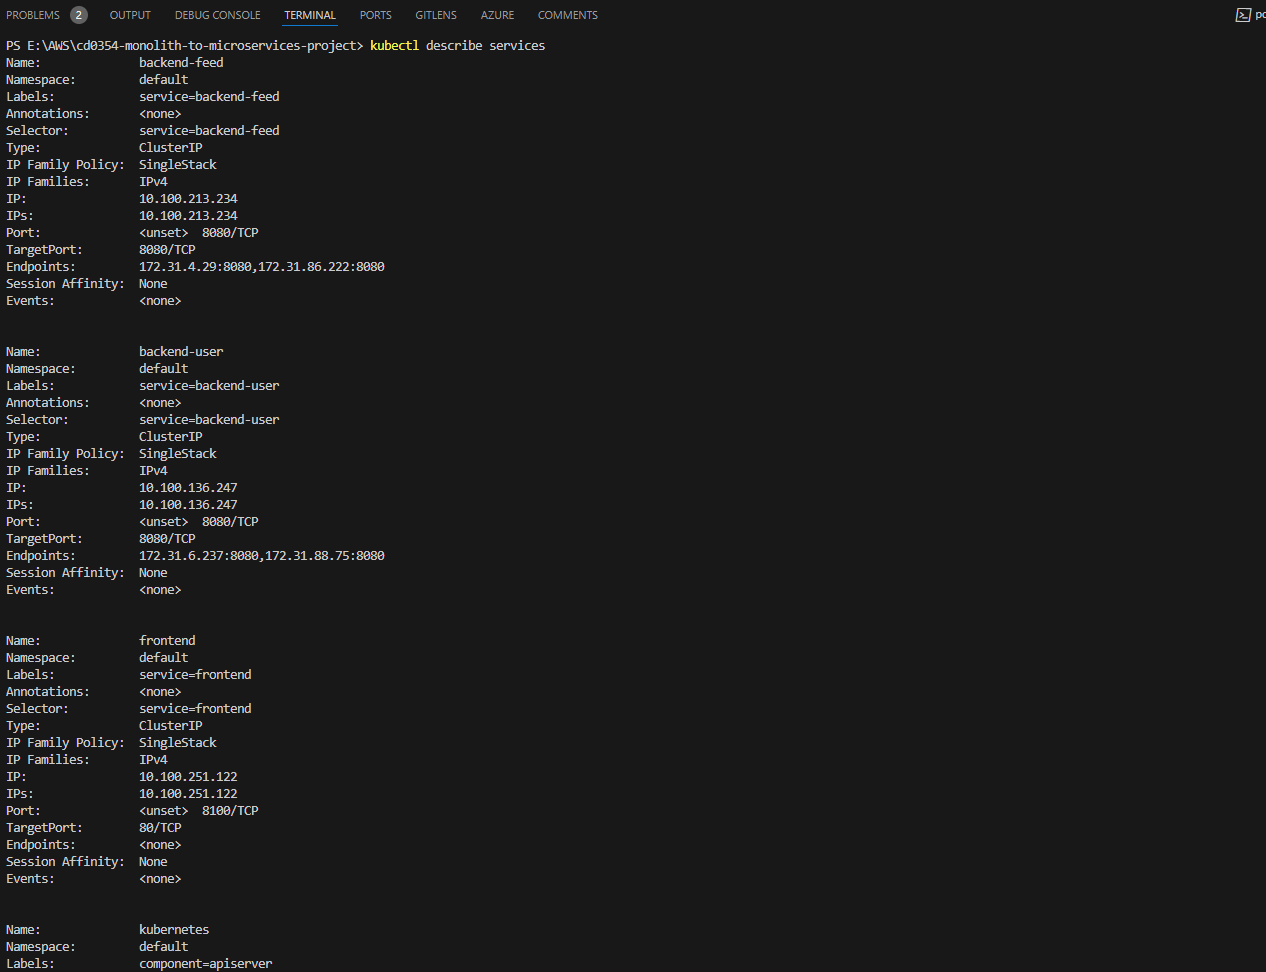 PROBLEMS 2 OUTPUT DEBUG CONSOLE TERMINAL PORTS GITLENS AZURE COMMENTS
PS E:\AWS\cd0354-monolith-to-microservices-project> kubectl describe services
Name: backend-feed
Namespace: default
Labels: service=backend-feed
Annotations: <none>
Selector: service=backend-feed
Type: ClusterIP
IP Family Policy: SingleStack
IP Families: IPv4
IP: 10.100.213.234
IPs: 10.100.213.234
Port: <unset> 8080/TCP
TargetPort: 8080/TCP
Endpoints: 172.31.4.29:8080,172.31.86.222:8080
Session Affinity: None
Events: <none>
Name: backend-user
Namespace: default
Labels: service=backend-user
Annotations: <none>
Selector: service=backend-user
Type: ClusterIP
IP Family Policy: SingleStack
IP Families: IPv4
IP: 10.100.136.247
IPs: 10.100.136.247
Port: <unset> 8080/TCP
TargetPort: 8080/TCP
Endpoints: 172.31.6.237:8080,172.31.88.75:8080
Session Affinity: None
Events: <none>
Name: frontend
Namespace: default
Labels: service=frontend
Annotations: <none>
Selector: service=frontend
Type: ClusterIP
IP Family Policy: SingleStack
IP Families: IPv4
IP: 10.100.251.122
IPs: 10.100.251.122
Port: <unset> 8100/TCP
TargetPort: 80/TCP
Endpoints: <none>
Session Affinity: None
Events: <none>
Name: kubernetes
Namespace: default
Labels: component=apiserver